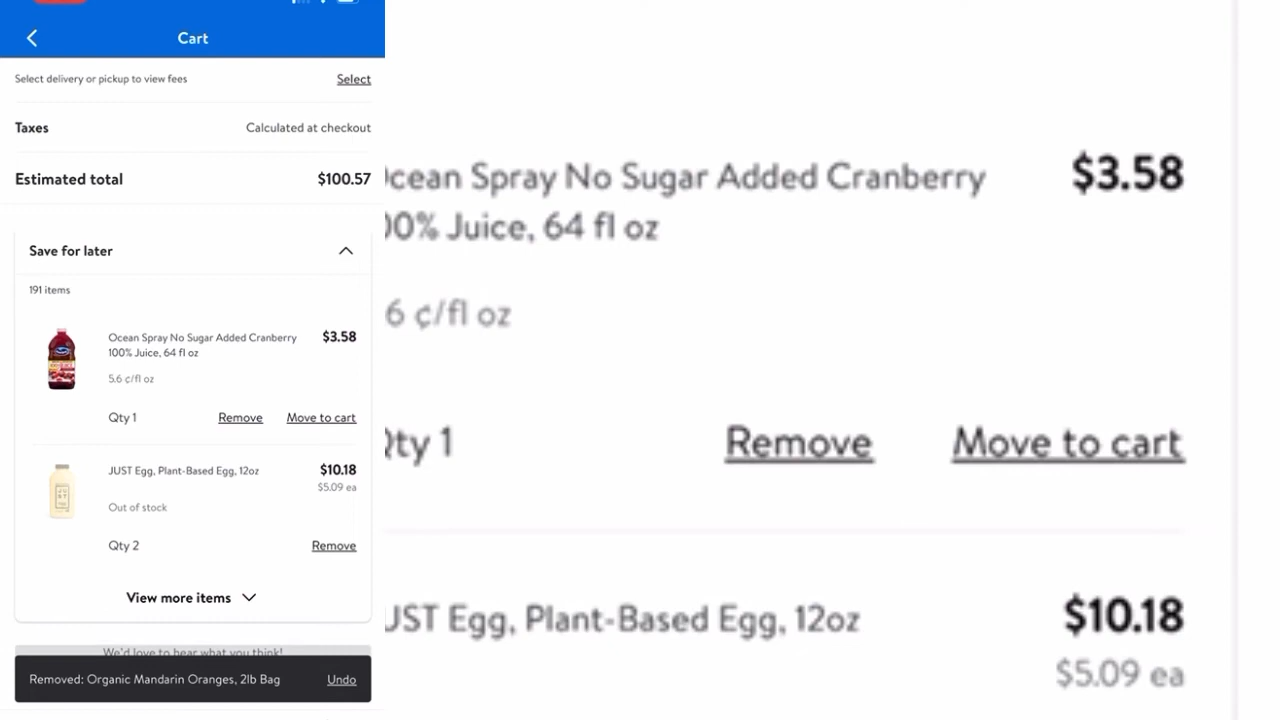 Cart
Select delivery or pickup to view fees Select
Taxes Calculated at checkout
Estimated total $100.57
Save for later
191 items
Ocean Spray No Sugar Added Cranberry $3.58
100% Juice, 64 fl oz
5.6 ¢/fl oz
Qty 1 Remove Move to cart
JUST Egg, Plant-Based Egg, 12oz $10.18
$5.09 ea
Out of stock
Qty 2 Remove
View more items
We'd love to hear what you think!
Removed: Organic Mandarin Oranges, 2lb Bag Undo
cean Spray No Sugar Added Cranberry $3.58
00% Juice, 64 fl oz
6 ¢/fl oz
Qty 1 Remove Move to cart
UST Egg, Plant-Based Egg, 12oz $10.18
$5.09 ea